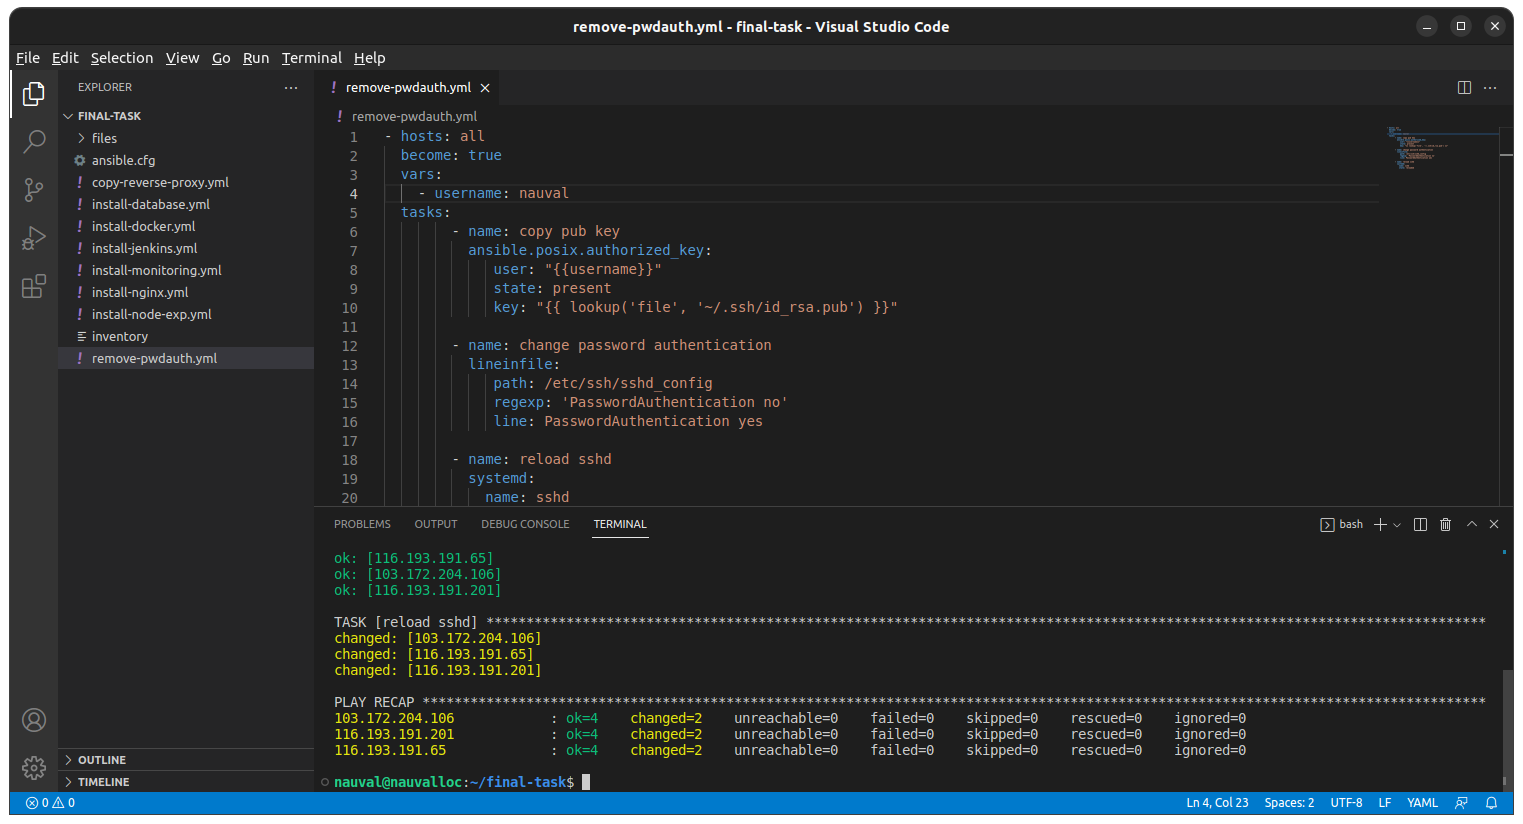 remove-pwdauth.yml - final-task - Visual Studio Code
File Edit Selection View Go Run Terminal Help
EXPLORER
FINAL-TASK
files
ansible.cfg
copy-reverse-proxy.yml
install-database.yml
install-docker.yml
install-jenkins.yml
install-monitoring.yml
install-nginx.yml
install-node-exp.yml
inventory
remove-pwdauth.yml
OUTLINE
TIMELINE
! remove-pwdauth.yml
! remove-pwdauth.yml
1 - hosts: all
2 become: true
3 vars:
4 - username: nauval
5 tasks:
6 - name: copy pub key
7 ansible.posix.authorized_key:
8 user: "{{username}}"
9 state: present
10 key: "{{ lookup('file', '~/.ssh/id_rsa.pub') }}"
11
12 - name: change password authentication
13 lineinfile:
14 path: /etc/ssh/sshd_config
15 regexp: 'PasswordAuthentication no'
16 line: PasswordAuthentication yes
17
18 - name: reload sshd
19 systemd:
20 name: sshd
PROBLEMS OUTPUT DEBUG CONSOLE TERMINAL bash
ok: [116.193.191.65]
ok: [103.172.204.106]
ok: [116.193.191.201]
TASK [reload sshd] *****************************************************************************************************************************
changed: [103.172.204.106]
changed: [116.193.191.65]
changed: [116.193.191.201]
PLAY RECAP *************************************************************************************************************************************
103.172.204.106 : ok=4 changed=2 unreachable=0 failed=0 skipped=0 rescued=0 ignored=0
116.193.191.201 : ok=4 changed=2 unreachable=0 failed=0 skipped=0 rescued=0 ignored=0
116.193.191.65 : ok=4 changed=2 unreachable=0 failed=0 skipped=0 rescued=0 ignored=0
nauval@nauvalloc:~/final-task$
0 0 Ln 4, Col 23 Spaces: 2 UTF-8 LF YAML